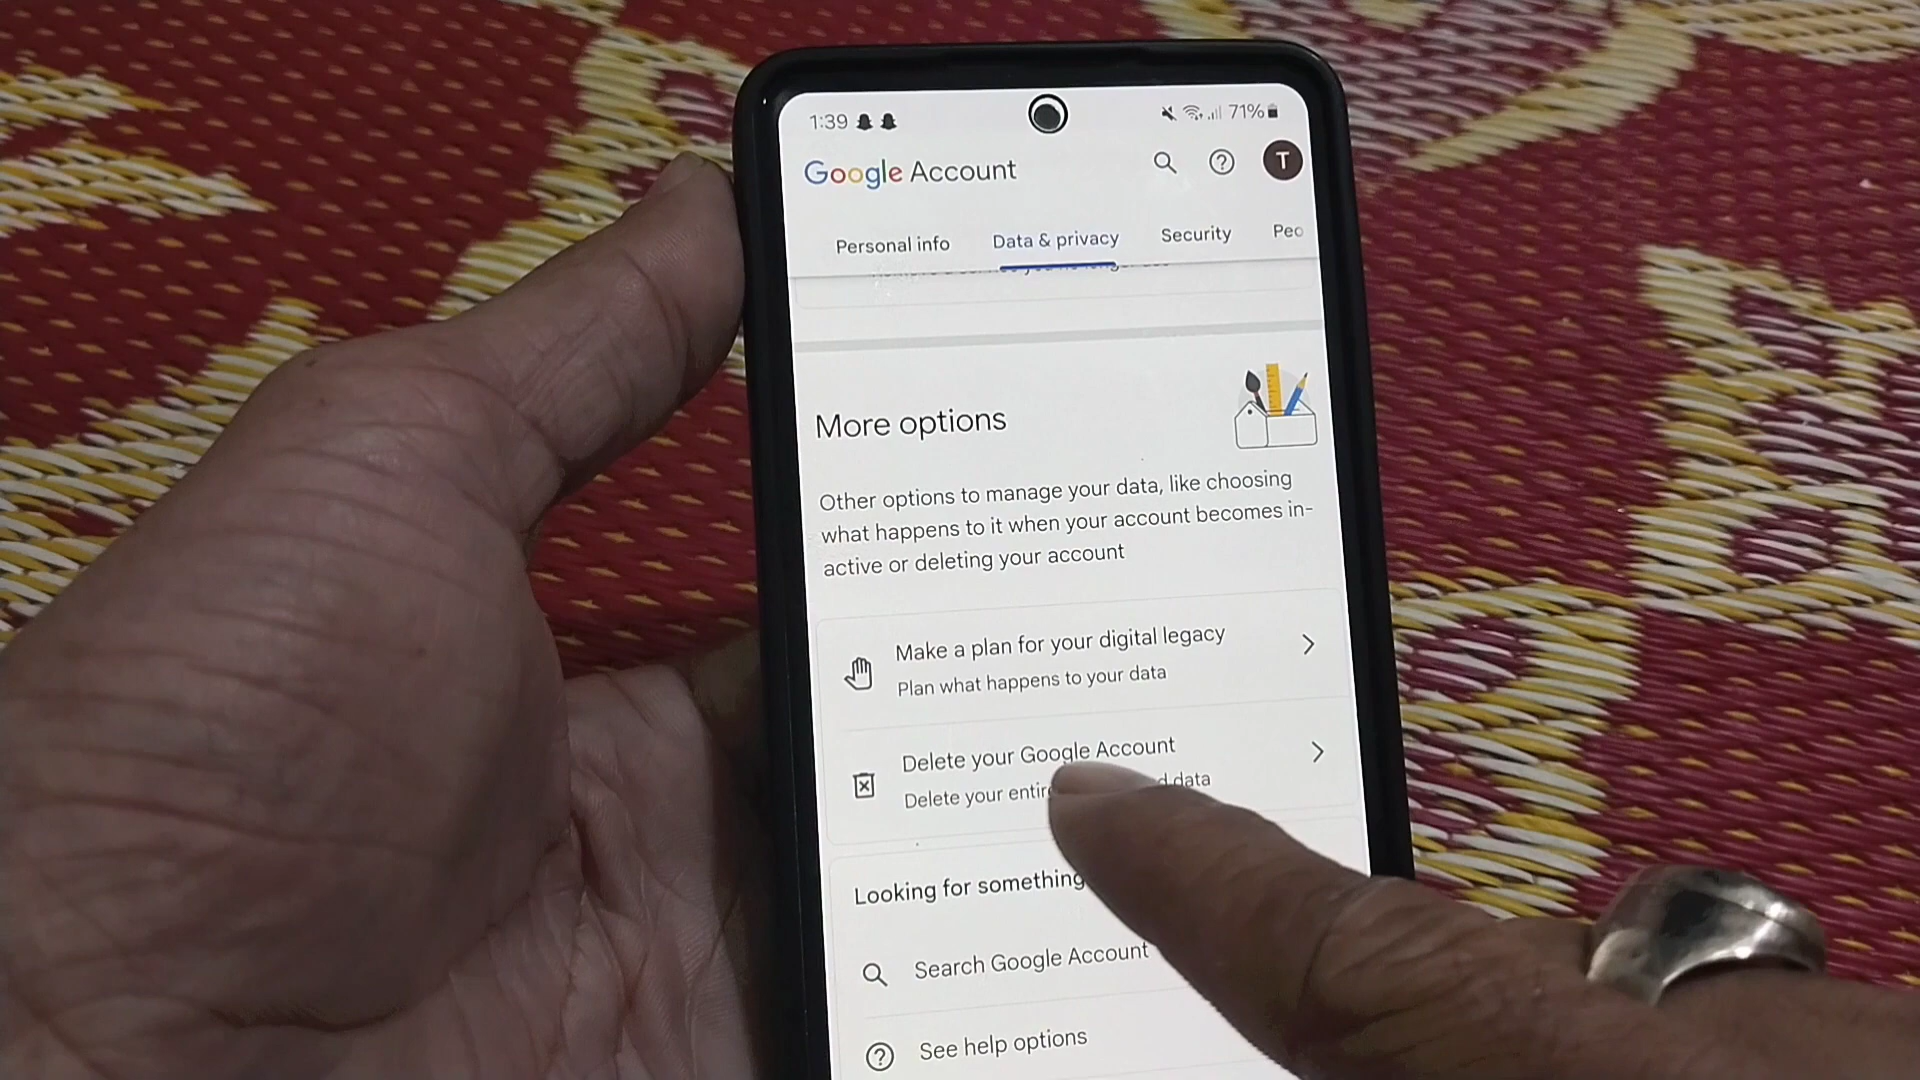 1:39 71%
Google Account T
Personal info Data & privacy Security Peo
More options
Other options to manage your data, like choosing
what happens to it when your account becomes in-
active or deleting your account
Make a plan for your digital legacy
Plan what happens to your data
Delete your Google Account
Delete your entire data
Looking for something
Search Google Account
See help options